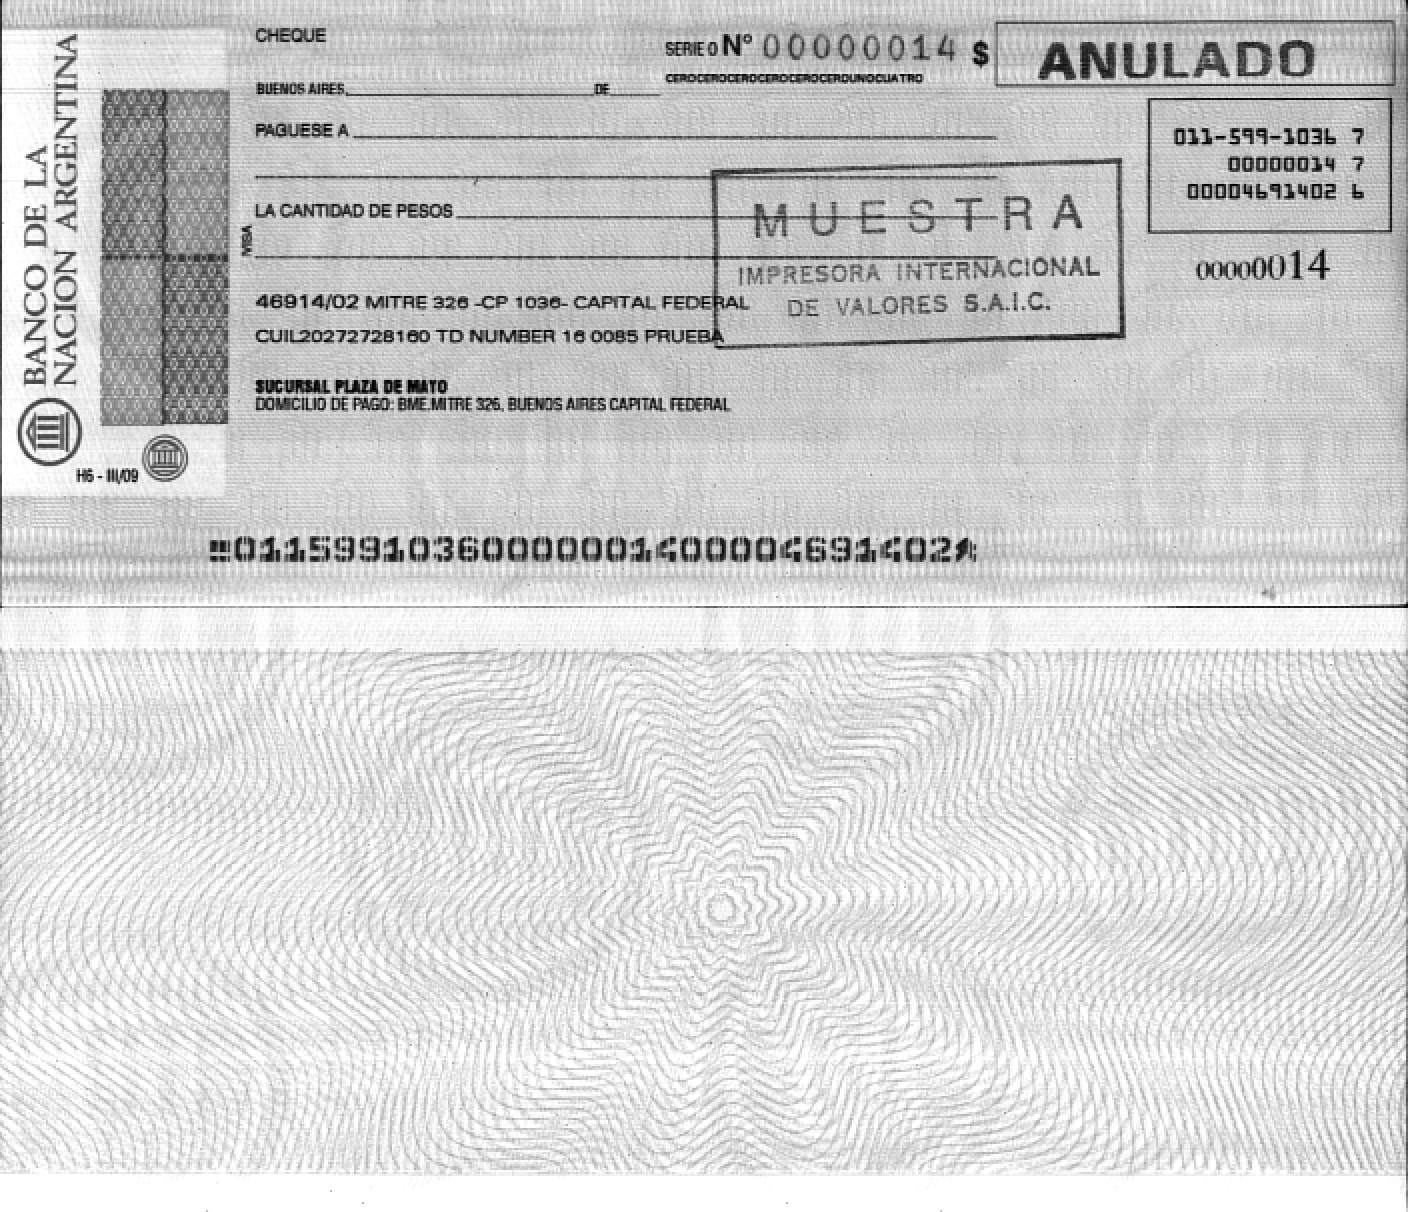 BANCO DE LA
NACION ARGENTINA
H6 - III/09
CHEQUE
SERIE O Nº 00000014 $ ANULADO
CEROCEROCEROCEROCEROCEROUNOCUATRO
BUENOS AIRES, DE
PAGUESE A
LA CANTIDAD DE PESOS
VISA
46914/02 MITRE 326 -CP 1036- CAPITAL FEDERAL
CUIL20272728160 TD NUMBER 16 0085 PRUEBA
SUCURSAL PLAZA DE MAYO
DOMICILIO DE PAGO: BME.MITRE 326. BUENOS AIRES CAPITAL FEDERAL
MUESTRA
IMPRESORA INTERNACIONAL
DE VALORES S.A.I.C.
011-599-1036 7
00000014 7
00004691402 6
00000014
01159910360000001400004691402